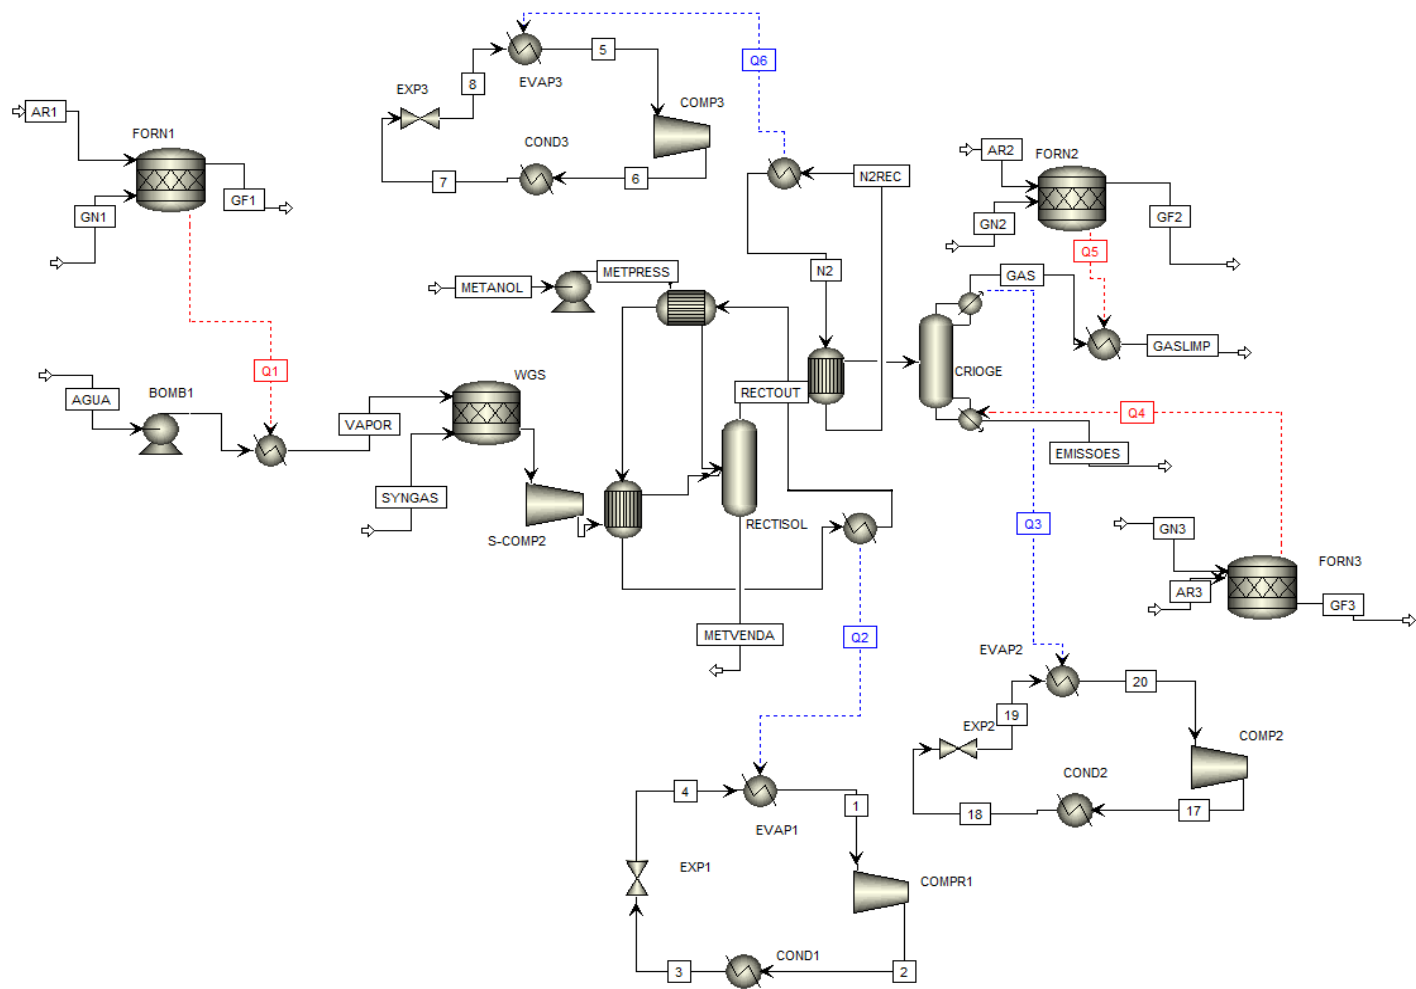 Q6
5
EVAP3
8
EXP3
COMP3
AR1
FORN1
COND3
AR2
FORN2
7
6
N2REC
GN1
GF1
GN2
GF2
Q5
METPRESS
N2
GAS
METANOL
GASLIMP
Q1
WGS
CRIOGE
BOMB1
AGUA
RECTOUT
Q4
VAPOR
EMISSOES
SYNGAS
RECTISOL
Q3
GN3
S-COMP2
FORN3
AR3
GF3
METVENDA
Q2
EVAP2
20
19
EXP2
COMP2
COND2
4
1
18
17
EVAP1
EXP1
COMPR1
COND1
3
2